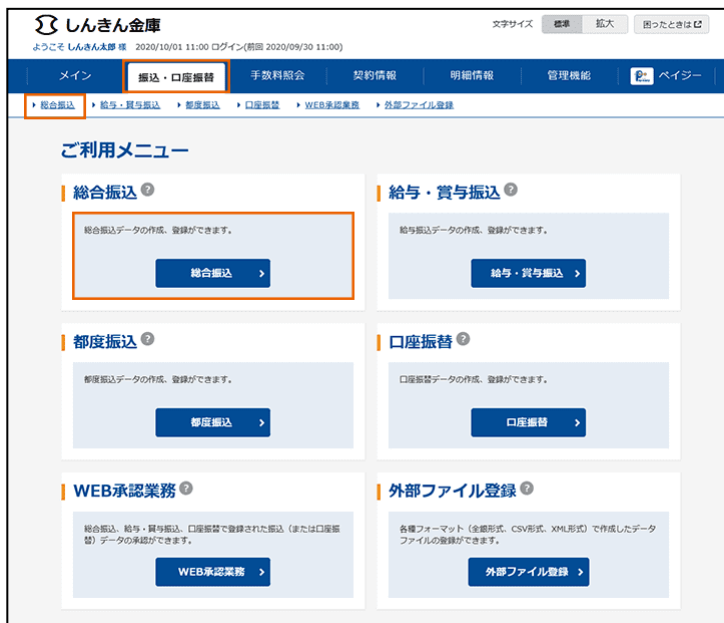 しんきん金庫
文字サイズ 標準 拡大 困ったときは
ようこそ しんきん太郎 様 2020/10/01 11:00 ログイン(前回 2020/09/30 11:00)
メイン 振込・口座振替 手数料照会 契約情報 明細情報 管理機能 ペイジー
総合振込 給与・賞与振込 都度振込 口座振替 WEB承認業務 外部ファイル登録
ご利用メニュー
総合振込 ?
総合振込データの作成、登録ができます。
総合振込
給与・賞与振込 ?
給与振込データの作成、登録ができます。
給与・賞与振込
都度振込 ?
都度振込データの作成、登録ができます。
都度振込
口座振替 ?
口座振替データの作成、登録ができます。
口座振替
WEB承認業務 ?
総合振込、給与・賞与振込、口座振替で登録された振込（または口座振
替）データの承認ができます。
WEB承認業務
外部ファイル登録 ?
各種フォーマット（全銀形式、CSV形式、XML形式）で作成したデータ
ファイルの登録ができます。
外部ファイル登録